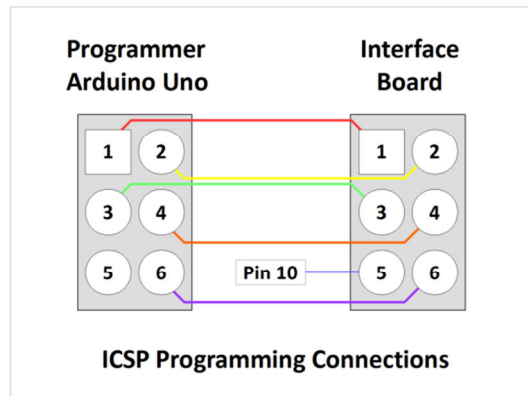 Programmer
Arduino Uno
Interface
Board
1 2 1 2
3 4 3 4
5 6 Pin 10 5 6
ICSP Programming Connections